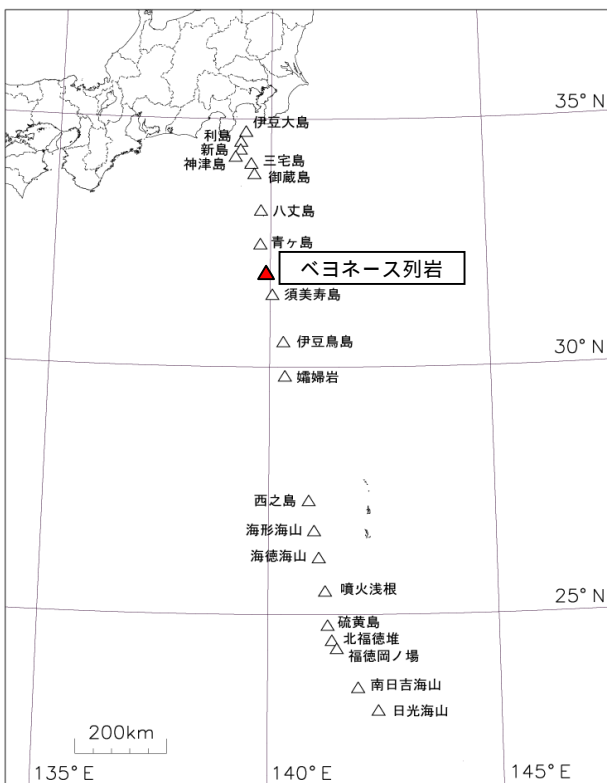 35° N
伊豆大島
利島
新島
神津島
三宅島
御蔵島
八丈島
青ヶ島
ベヨネース列岩
須美寿島
伊豆鳥島
30° N
孀婦岩
西之島
海形海山
海徳海山
噴火浅根
25° N
硫黄島
北福徳堆
福徳岡ノ場
南日吉海山
日光海山
200km
135° E
140° E
145° E